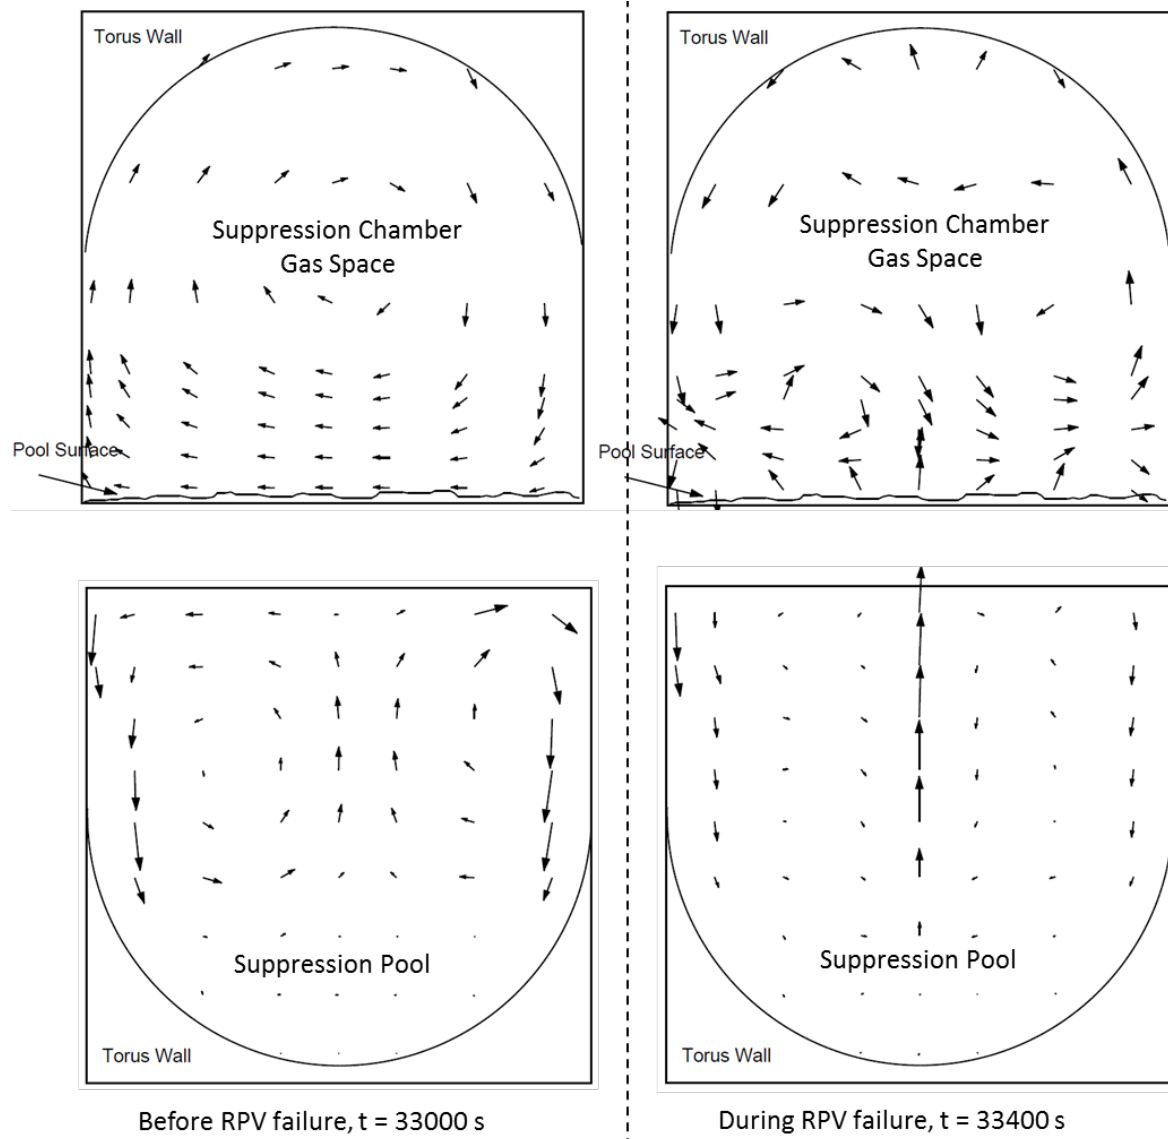 Torus Wall
Torus Wall
Suppression Chamber
Gas Space
Suppression Chamber
Gas Space
Pool Surface
Pool Surface
Suppression Pool
Suppression Pool
Torus Wall
Torus Wall
Before RPV failure, t = 33000 s
During RPV failure, t = 33400 s